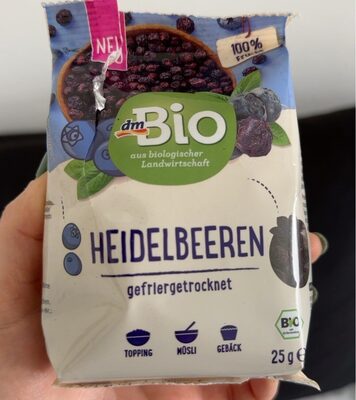 NEU
100%
dm
Bio
aus biologischer
Landwirtschaft
HEIDELBEEREN
gefriergetrocknet
TOPPING
MÜSLI
GEBÄCK
BIO
25 g e